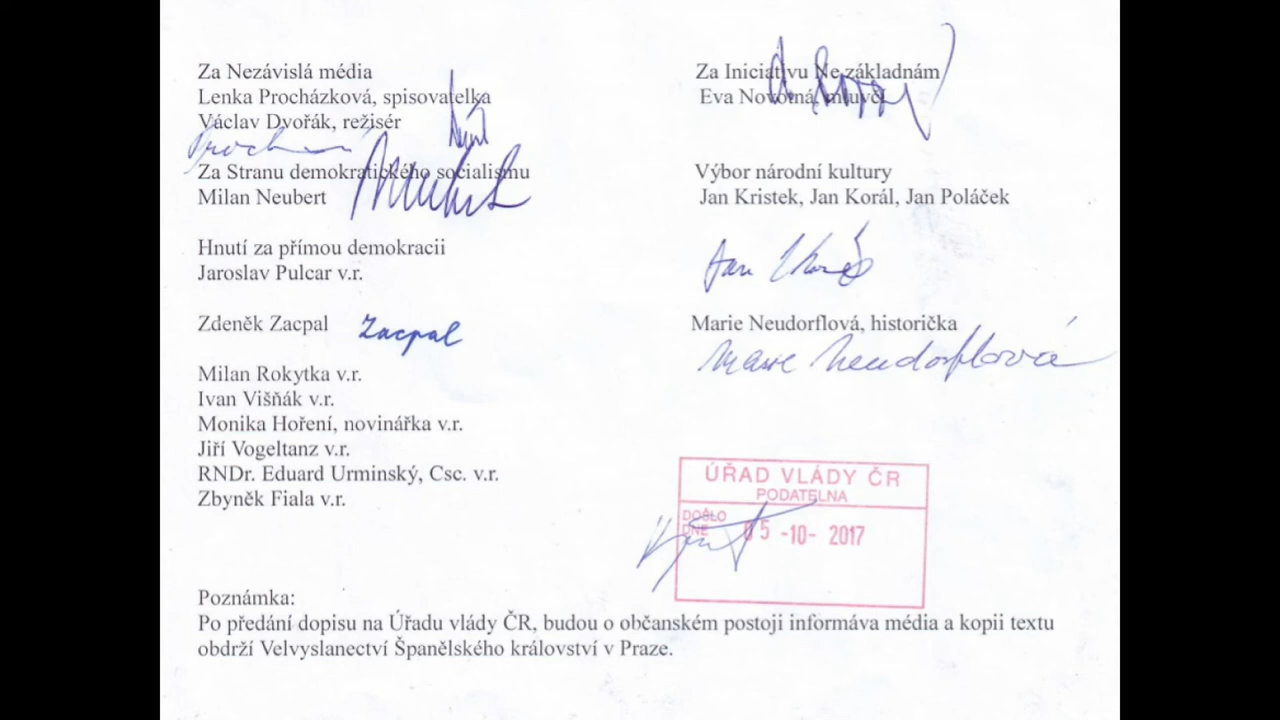 Za Nezávislá média
Lenka Procházková, spisovatelka
Václav Dvořák, režisér
Za Stranu demokratického socialismu
Milan Neubert
Hnutí za přímou demokracii
Jaroslav Pulcar v.r.
Zdeněk Zacpal Zacpal
Milan Rokytka v.r.
Ivan Višňák v.r.
Monika Hoření, novinářka v.r.
Jiří Vogeltanz v.r.
RNDr. Eduard Urminský, Csc. v.r.
Zbyněk Fiala v.r.
Za Iniciativu Ne základnám
Eva Novotná, mluvčí
Výbor národní kultury
Jan Kristek, Jan Korál, Jan Poláček
Marie Neudorflová, historička
Marie Neudorflová
ÚŘAD VLÁDY ČR
PODATELNA
DOŠLO
DNE 05 -10- 2017
Poznámka:
Po předání dopisu na Úřadu vlády ČR, budou o občanském postoji informáva média a kopii textu
obdrží Velvyslanectví Španělského království v Praze.